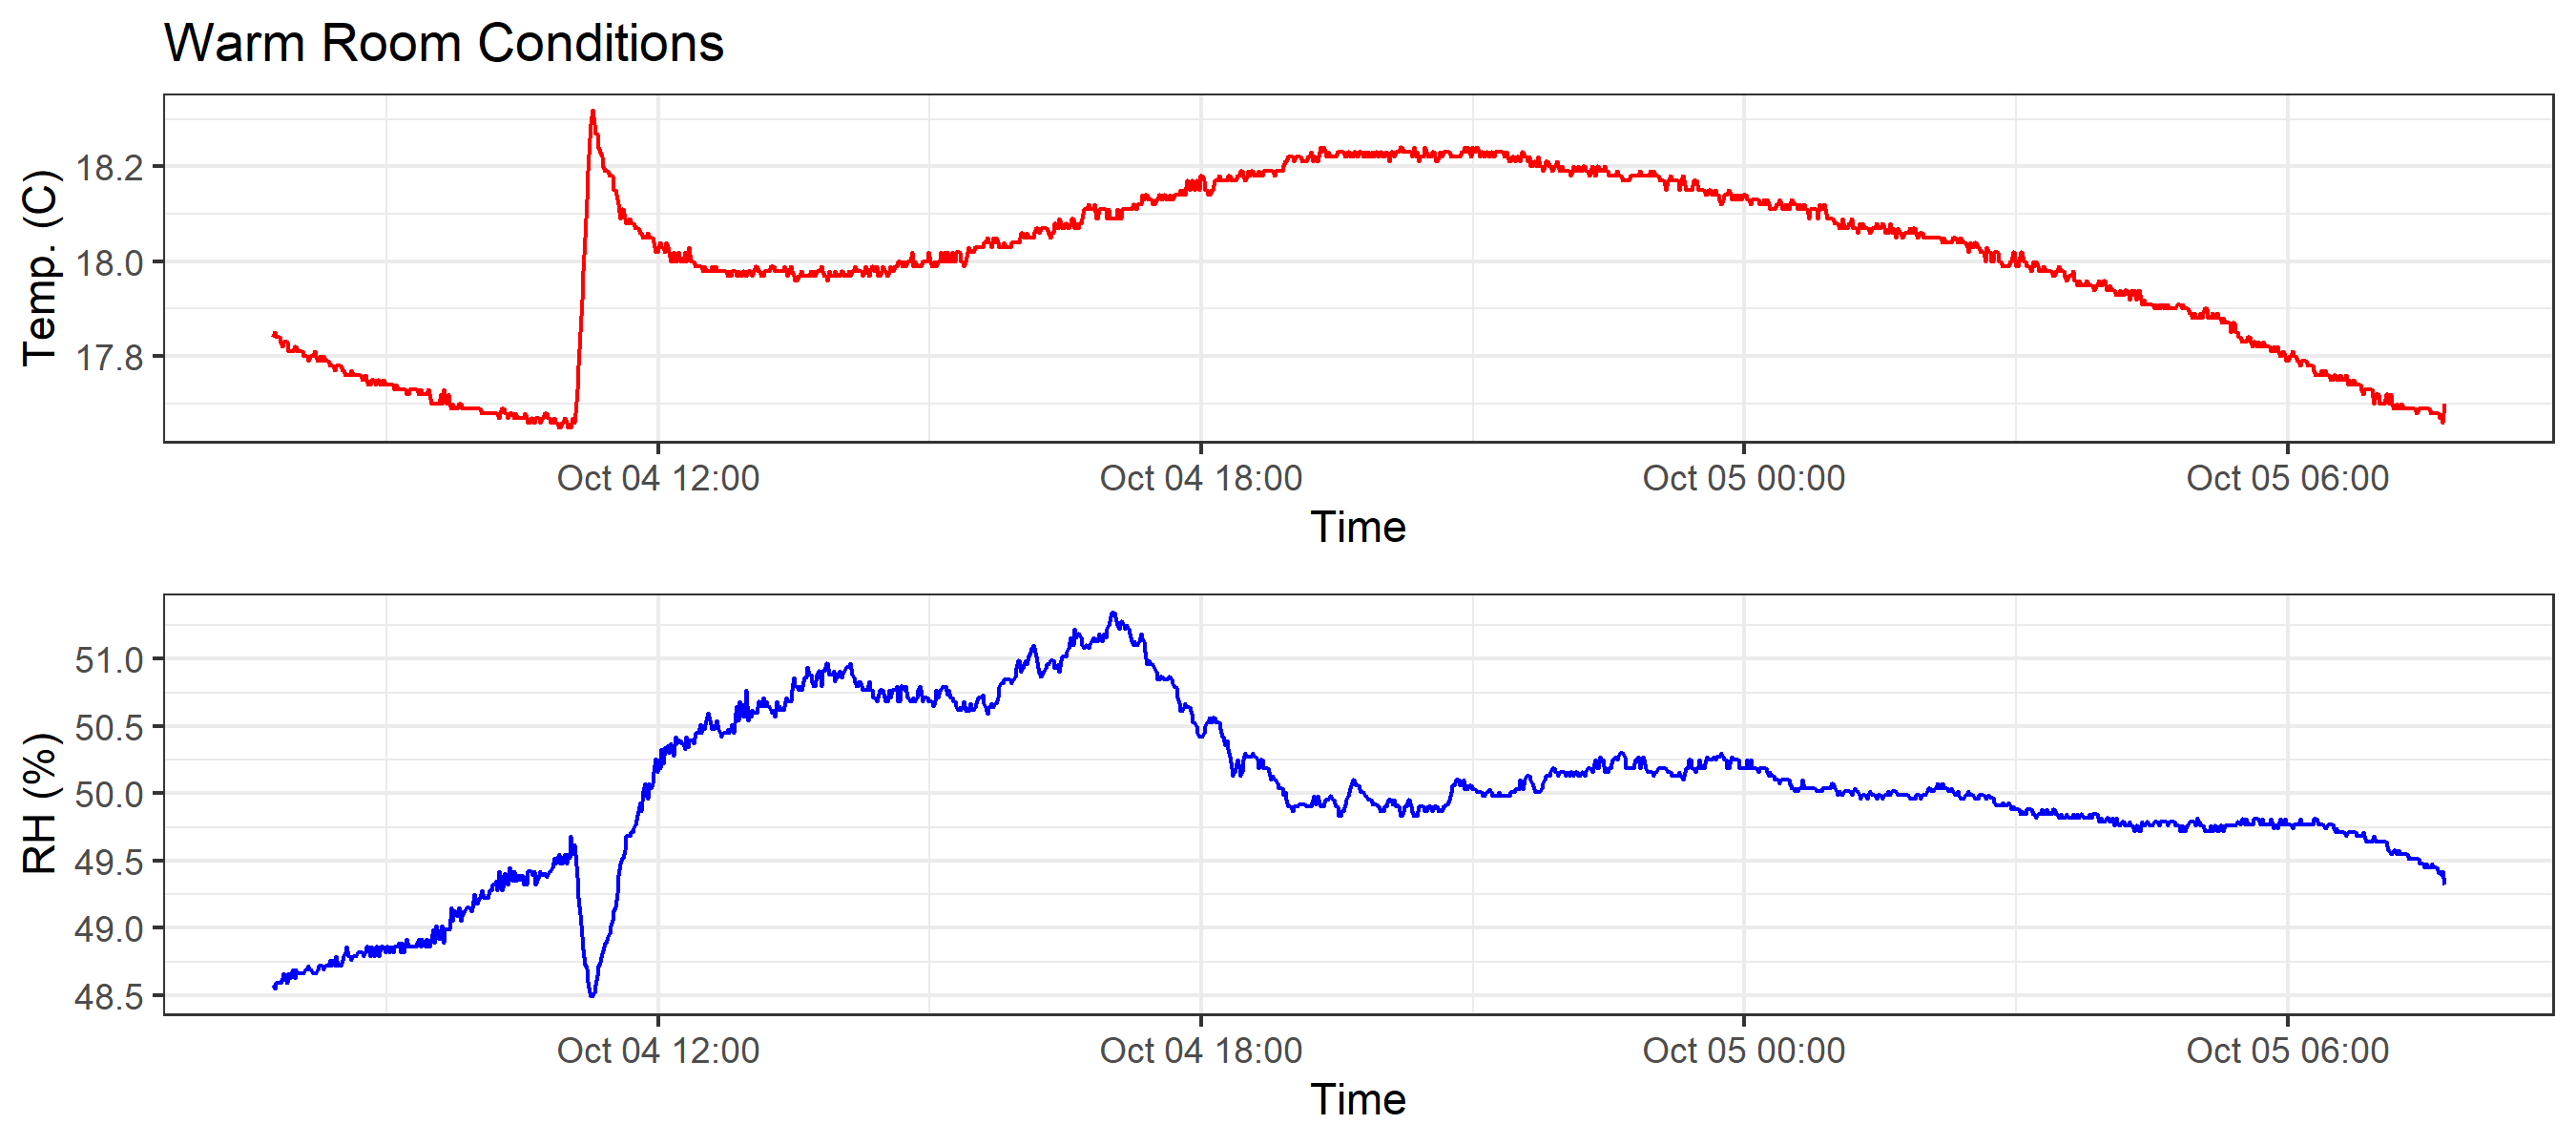 Warm Room Conditions
Temp. (C)
18.2
18.0
17.8
Oct 04 12:00 Oct 04 18:00 Oct 05 00:00 Oct 05 06:00
Time
RH (%)
51.0
50.5
50.0
49.5
49.0
48.5
Oct 04 12:00 Oct 04 18:00 Oct 05 00:00 Oct 05 06:00
Time